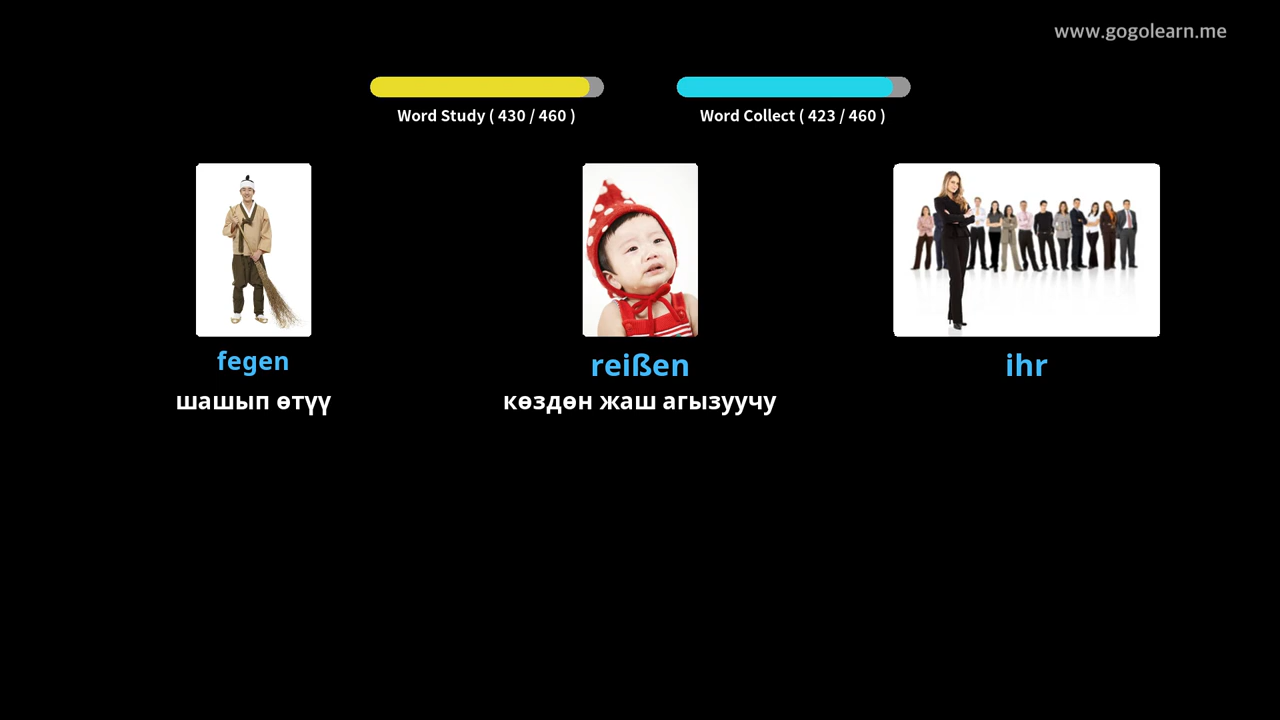 www.gogolearn.me
Word Study ( 430 / 460 )
Word Collect ( 423 / 460 )
fegen
шашып өтүү
reißen
көздөн жаш агызуучу
ihr